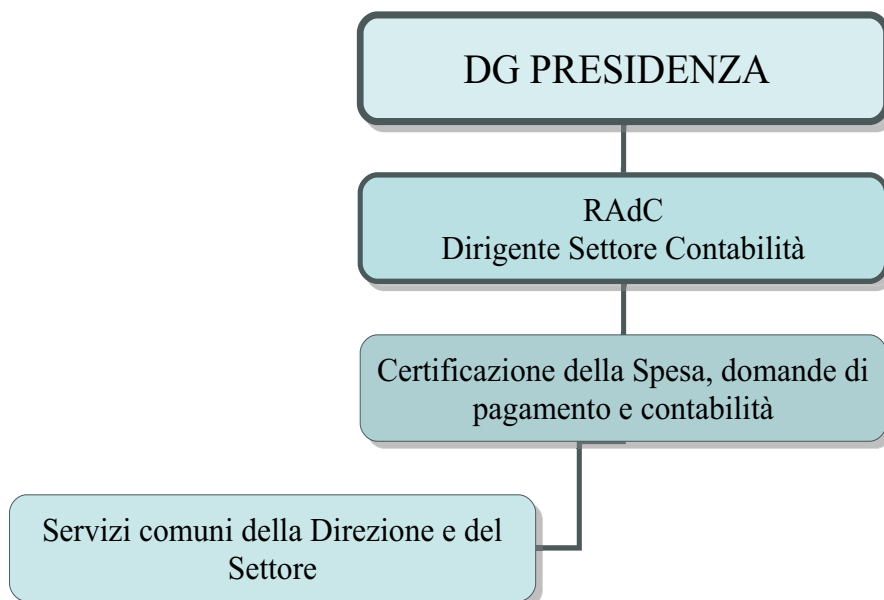 DG PRESIDENZA
RAdC
Dirigente Settore Contabilità
Certificazione della Spesa, domande di
pagamento e contabilità
Servizi comuni della Direzione e del
Settore